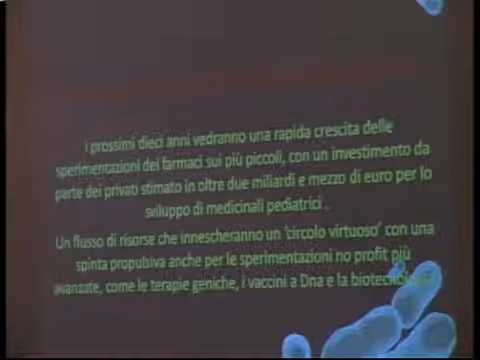 i prossimi dieci anni vedranno una rapida crescita delle
sperimentazioni dei farmaci sui più piccoli, con un investimento da
parte dei privati stimato in oltre due miliardi e mezzo di euro per lo
sviluppo di medicinali pediatrici .
Un flusso di risorse che innescheranno un 'circolo virtuoso' con una
spinta propulsiva anche per le sperimentazioni no profit più
avanzate, come le terapie geniche, i vaccini a Dna e la biotecnologia